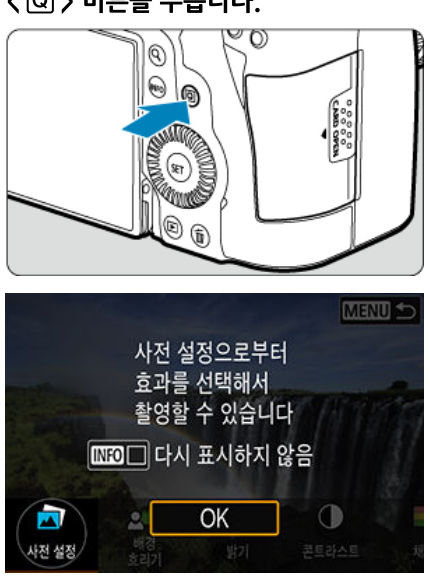 < Q > 버튼을 누릅니다.
INFO
SET
CARD OPEN
MENU
사전 설정으로부터
효과를 선택해서
촬영할 수 있습니다
INFO 다시 표시하지 않음
OK
사전 설정
배경
흐리기
밝기
콘트라스트